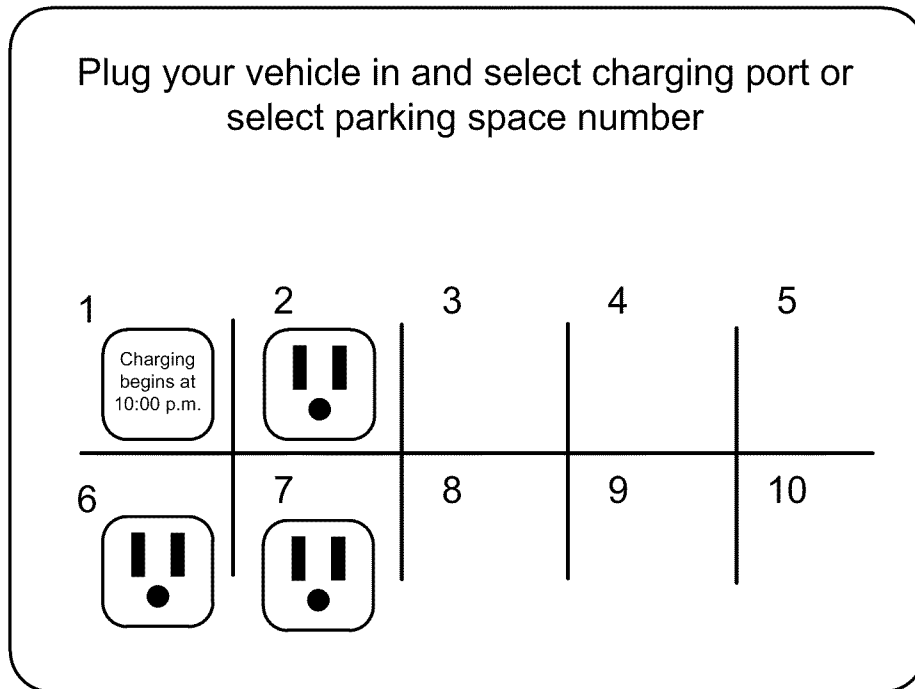 Plug your vehicle in and select charging port or
select parking space number
1
2
3
4
5
Charging
begins at
10:00 p.m.
6
7
8
9
10